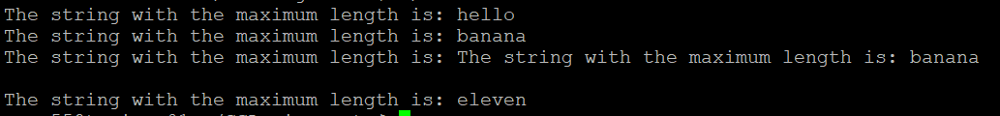 The string with the maximum length is: hello
The string with the maximum length is: banana
The string with the maximum length is: The string with the maximum length is: banana
The string with the maximum length is: eleven